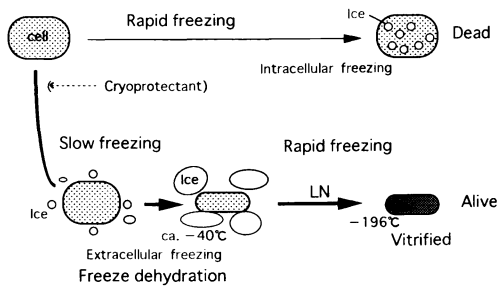 Rapid freezing
Ice
cell
Dead
Intracellular freezing
Cryoprotectant)
Slow freezing
Rapid freezing
Ice
LN
Ice
Alive
ca. −40℃
−196℃
Extracellular freezing
Vitrified
Freeze dehydration